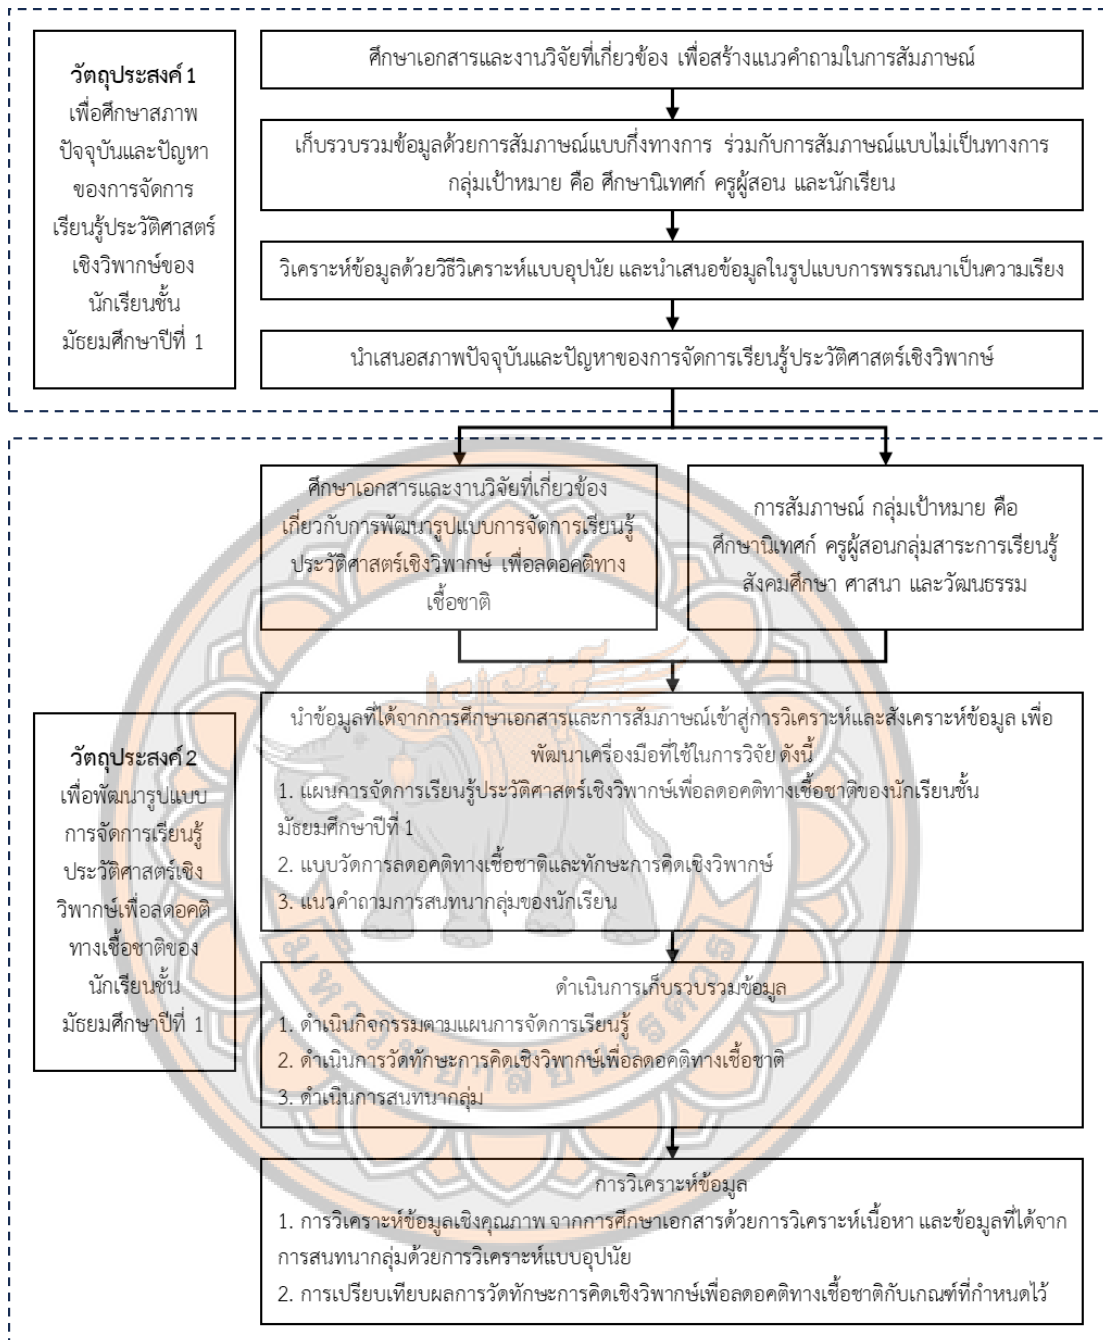 วัตถุประสงค์ 1
เพื่อศึกษาสภาพ
ปัจจุบันและปัญหา
ของการจัดการ
เรียนรู้ประวัติศาสตร์
เชิงวิพากษ์ของ
นักเรียนชั้น
มัธยมศึกษาปีที่ 1
ศึกษาเอกสารและงานวิจัยที่เกี่ยวข้อง เพื่อสร้างแนวคำถามในการสัมภาษณ์
เก็บรวบรวมข้อมูลด้วยการสัมภาษณ์แบบกึ่งทางการ ร่วมกับการสัมภาษณ์แบบไม่เป็นทางการ
กลุ่มเป้าหมาย คือ ศึกษานิเทศก์ ครูผู้สอน และนักเรียน
วิเคราะห์ข้อมูลด้วยวิธีวิเคราะห์แบบอุปนัย และนำเสนอข้อมูลในรูปแบบการพรรณนาเป็นความเรียง
นำเสนอสภาพปัจจุบันและปัญหาของการจัดการเรียนรู้ประวัติศาสตร์เชิงวิพากษ์
ศึกษาเอกสารและงานวิจัยที่เกี่ยวข้อง
เกี่ยวกับการพัฒนารูปแบบการจัดการเรียนรู้
ประวัติศาสตร์เชิงวิพากษ์ เพื่อลดอคติทาง
เชื้อชาติ
การสัมภาษณ์ กลุ่มเป้าหมาย คือ
ศึกษานิเทศก์ ครูผู้สอนกลุ่มสาระการเรียนรู้
สังคมศึกษา ศาสนา และวัฒนธรรม
วัตถุประสงค์ 2
เพื่อพัฒนารูปแบบ
การจัดการเรียนรู้
ประวัติศาสตร์เชิง
วิพากษ์เพื่อลดอคติ
ทางเชื้อชาติของ
นักเรียนชั้น
มัธยมศึกษาปีที่ 1
นำข้อมูลที่ได้จากการศึกษาเอกสารและการสัมภาษณ์เข้าสู่การวิเคราะห์และสังเคราะห์ข้อมูล เพื่อ
พัฒนาเครื่องมือที่ใช้ในการวิจัย ดังนี้
1. แผนการจัดการเรียนรู้ประวัติศาสตร์เชิงวิพากษ์เพื่อลดอคติทางเชื้อชาติของนักเรียนชั้น
มัธยมศึกษาปีที่ 1
2. แบบวัดการลดอคติทางเชื้อชาติและทักษะการคิดเชิงวิพากษ์
3. แนวคำถามการสนทนากลุ่มของนักเรียน
ดำเนินการเก็บรวบรวมข้อมูล
1. ดำเนินกิจกรรมตามแผนการจัดการเรียนรู้
2. ดำเนินการวัดทักษะการคิดเชิงวิพากษ์เพื่อลดอคติทางเชื้อชาติ
3. ดำเนินการสนทนากลุ่ม
มหาวิทยาลัยนเรศวร
การวิเคราะห์ข้อมูล
1. การวิเคราะห์ข้อมูลเชิงคุณภาพ จากการศึกษาเอกสารด้วยการวิเคราะห์เนื้อหา และข้อมูลที่ได้จาก
การสนทนากลุ่มด้วยการวิเคราะห์แบบอุปนัย
2. การเปรียบเทียบผลการวัดทักษะการคิดเชิงวิพากษ์เพื่อลดอคติทางเชื้อชาติกับเกณฑ์ที่กำหนดไว้